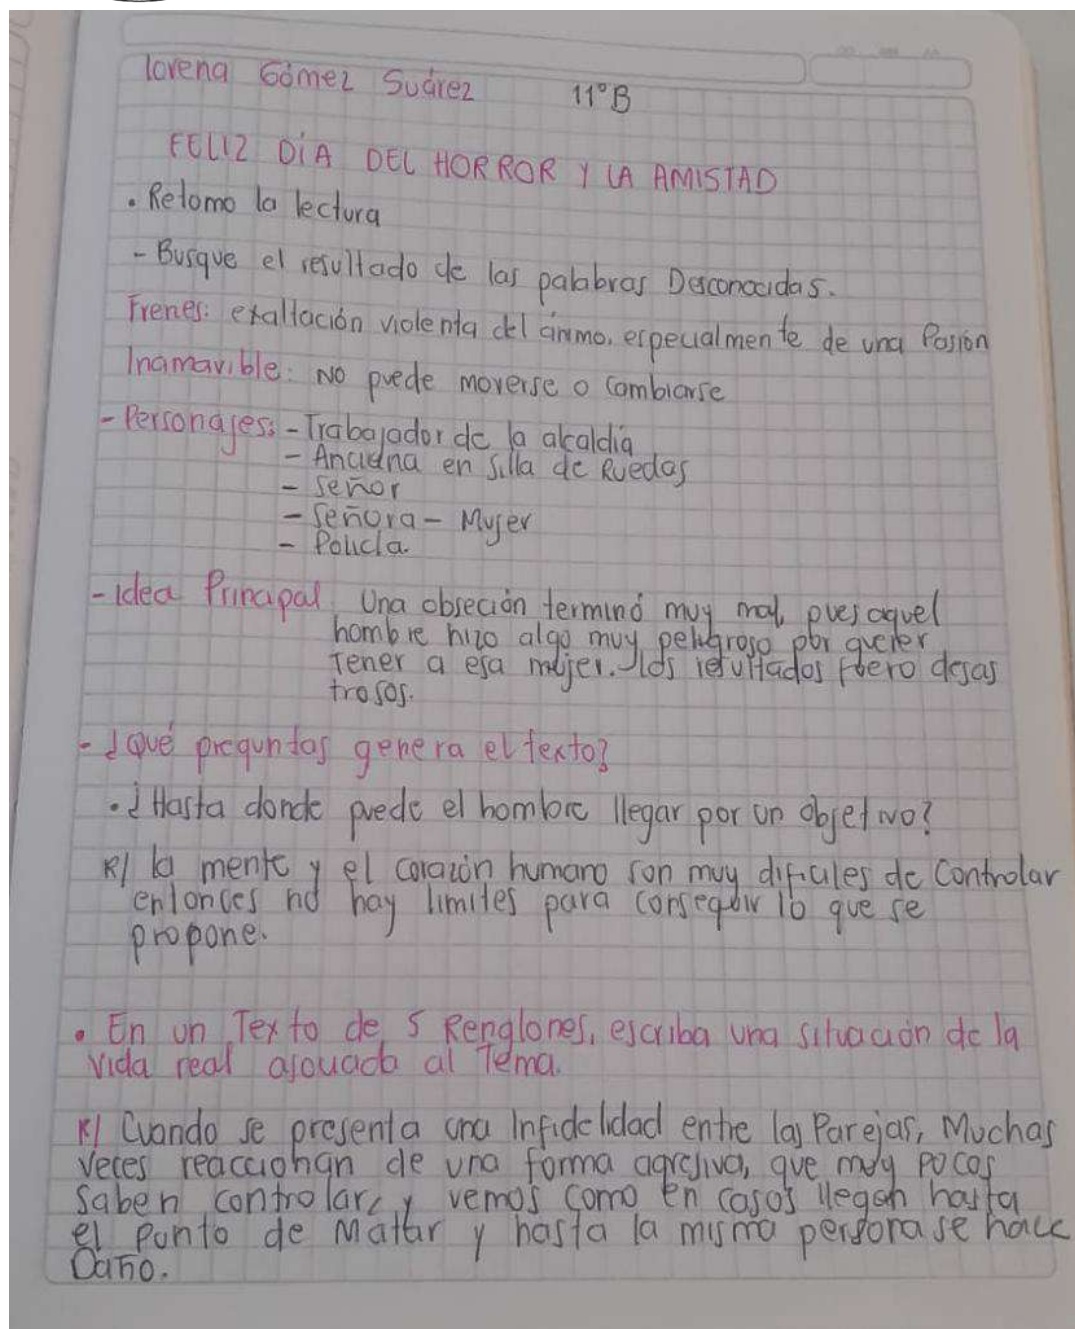 lorena Gómez Suárez 11°B
FELIZ DÍA DEL HORROR Y LA AMISTAD
• Retomo la lectura
- Busque el resultado de las palabras Desconocidas.
Frenes: exaltación violenta del ánimo, especialmente de una Pasión
Inamavible: No puede moverse o cambiarse
- Personajes: - Trabajador de la alcaldía
- Anciana en silla de Ruedas
- señor
- señora - Mujer
- Policía
- idea Principal Una obseción terminó muy mal, pues aquel
hombre hizo algo muy peligroso por querer
Tener a esa mujer. los resultados fuero desas
trosos.
- ¿Qué preguntas genera el texto?
• ¿Hasta donde puede el hombre llegar por un objetivo?
R/ la mente y el corazón humano son muy dificiles de Controlar
entonces no hay limites para conseguir lo que se
propone.
• En un Texto de 5 Renglones, escriba una situación de la
vida real asouado al Tema.
R/ Cuando se presenta una Infidelidad entre las Parejas, Muchas
veces reaccionan de una forma agresiva, que muy pocos
saben controlar, y vemos como en casos llegan hasta
el punto de Matar y hasta la misma persona se hace
Daño.